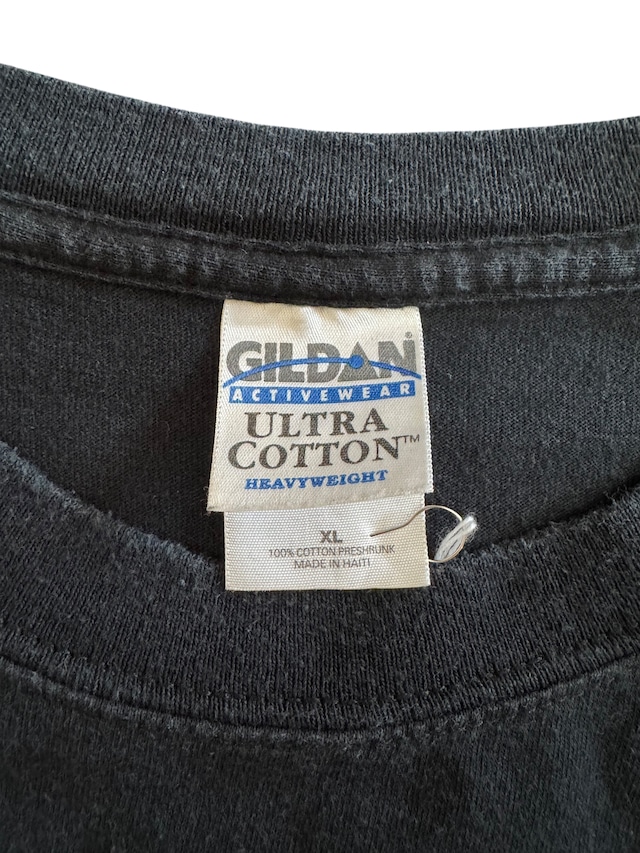 GILDAN®
ACTIVEWEAR
ULTRA
COTTON™
HEAVYWEIGHT
XL
100% COTTON PRESHRUNK
MADE IN HAITI